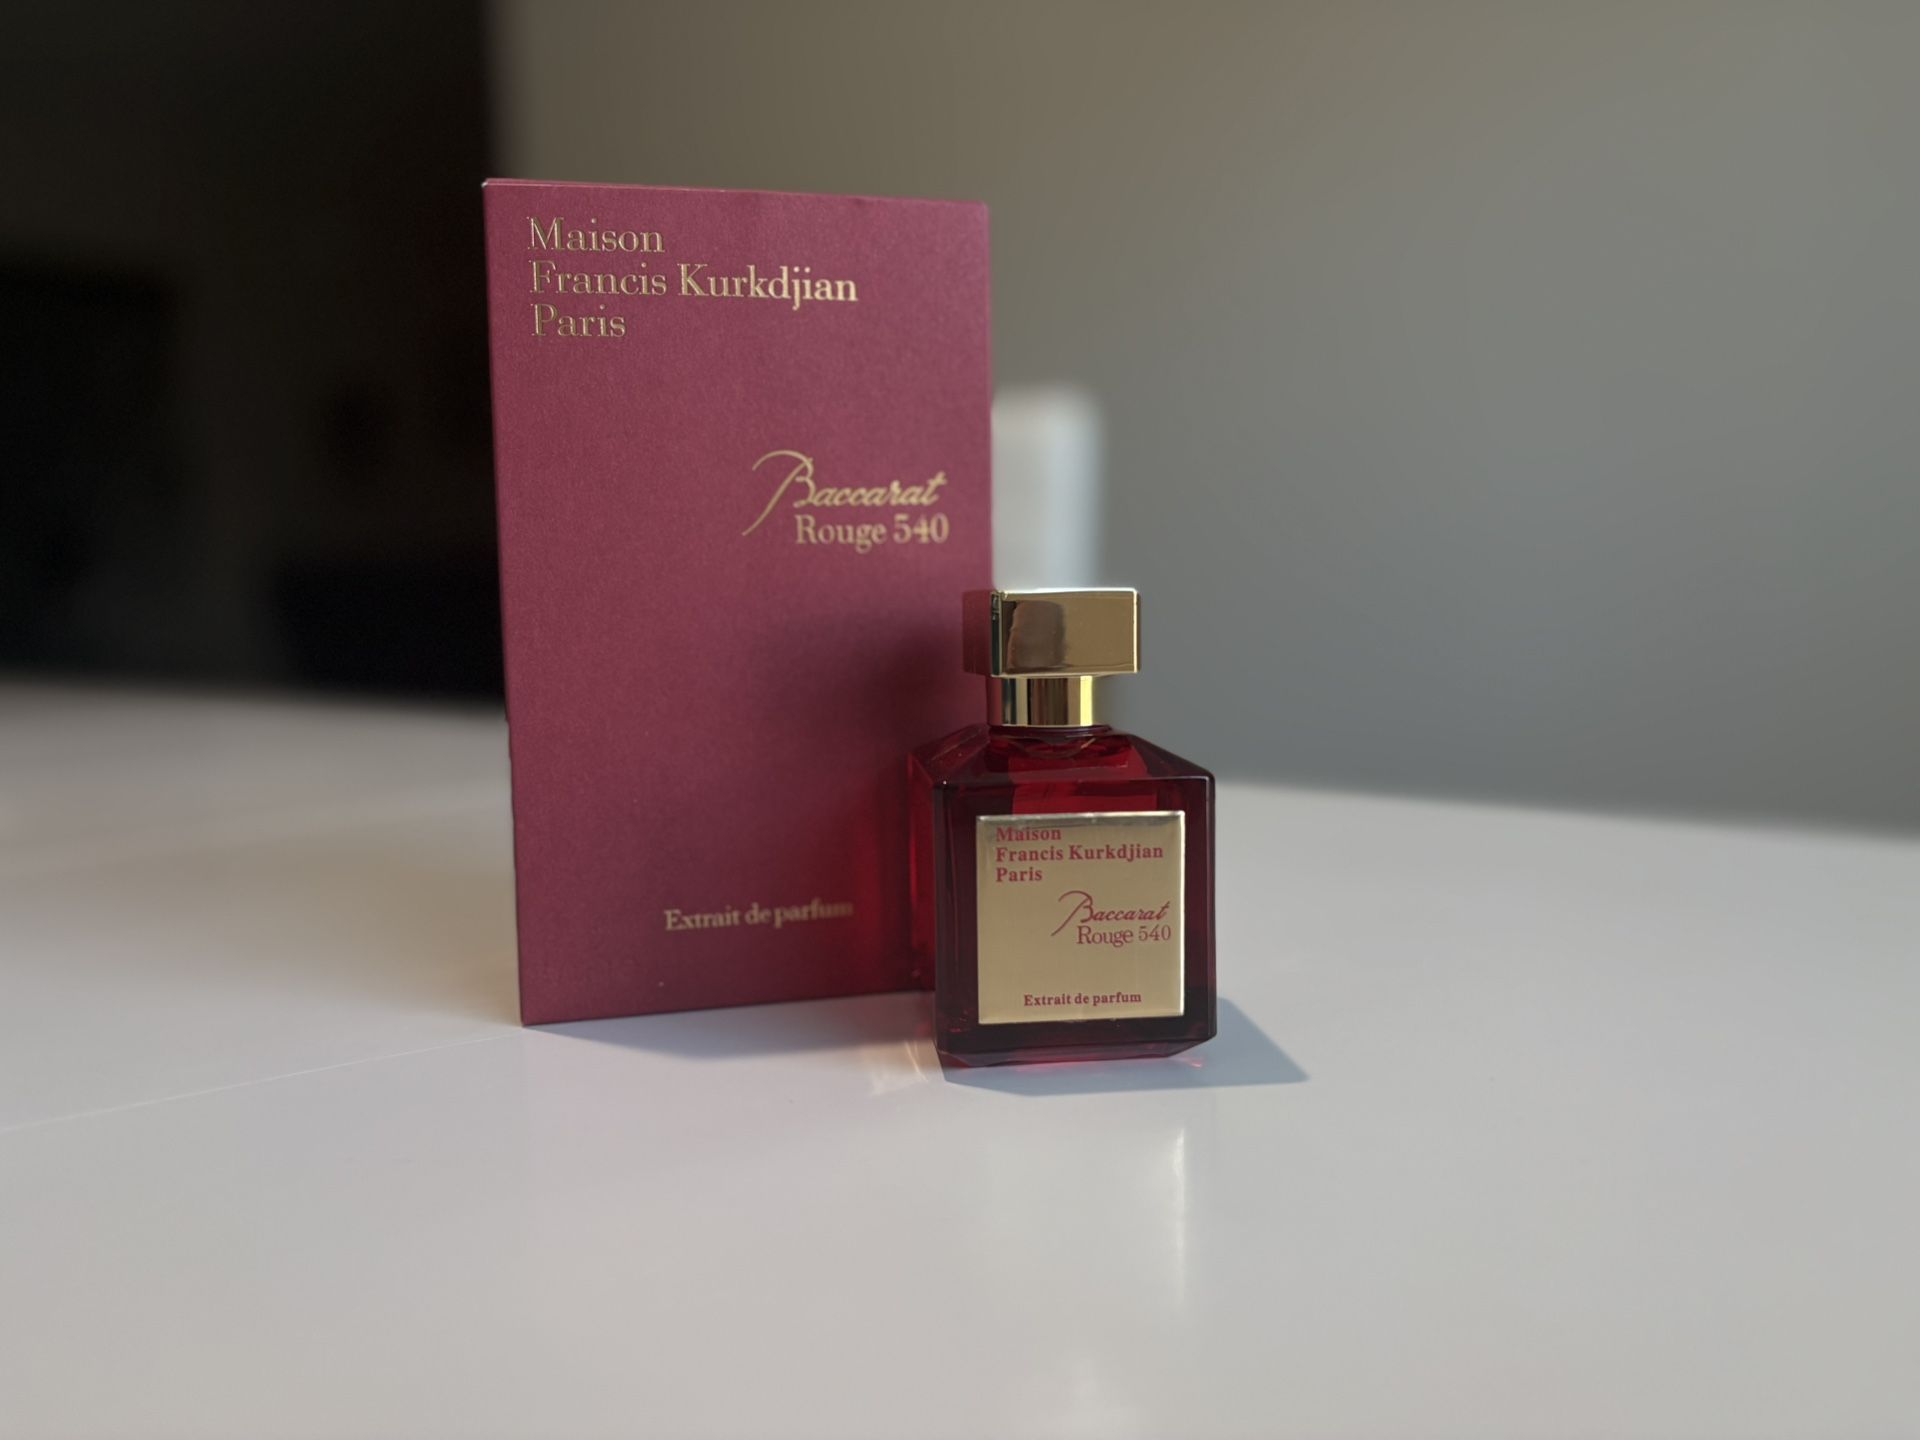 Maison
Francis Kurkdjian
Paris
Baccarat
Rouge 540
Extrait de parfum
Maison
Francis Kurkdjian
Paris
Baccarat
Rouge 540
Extrait de parfum